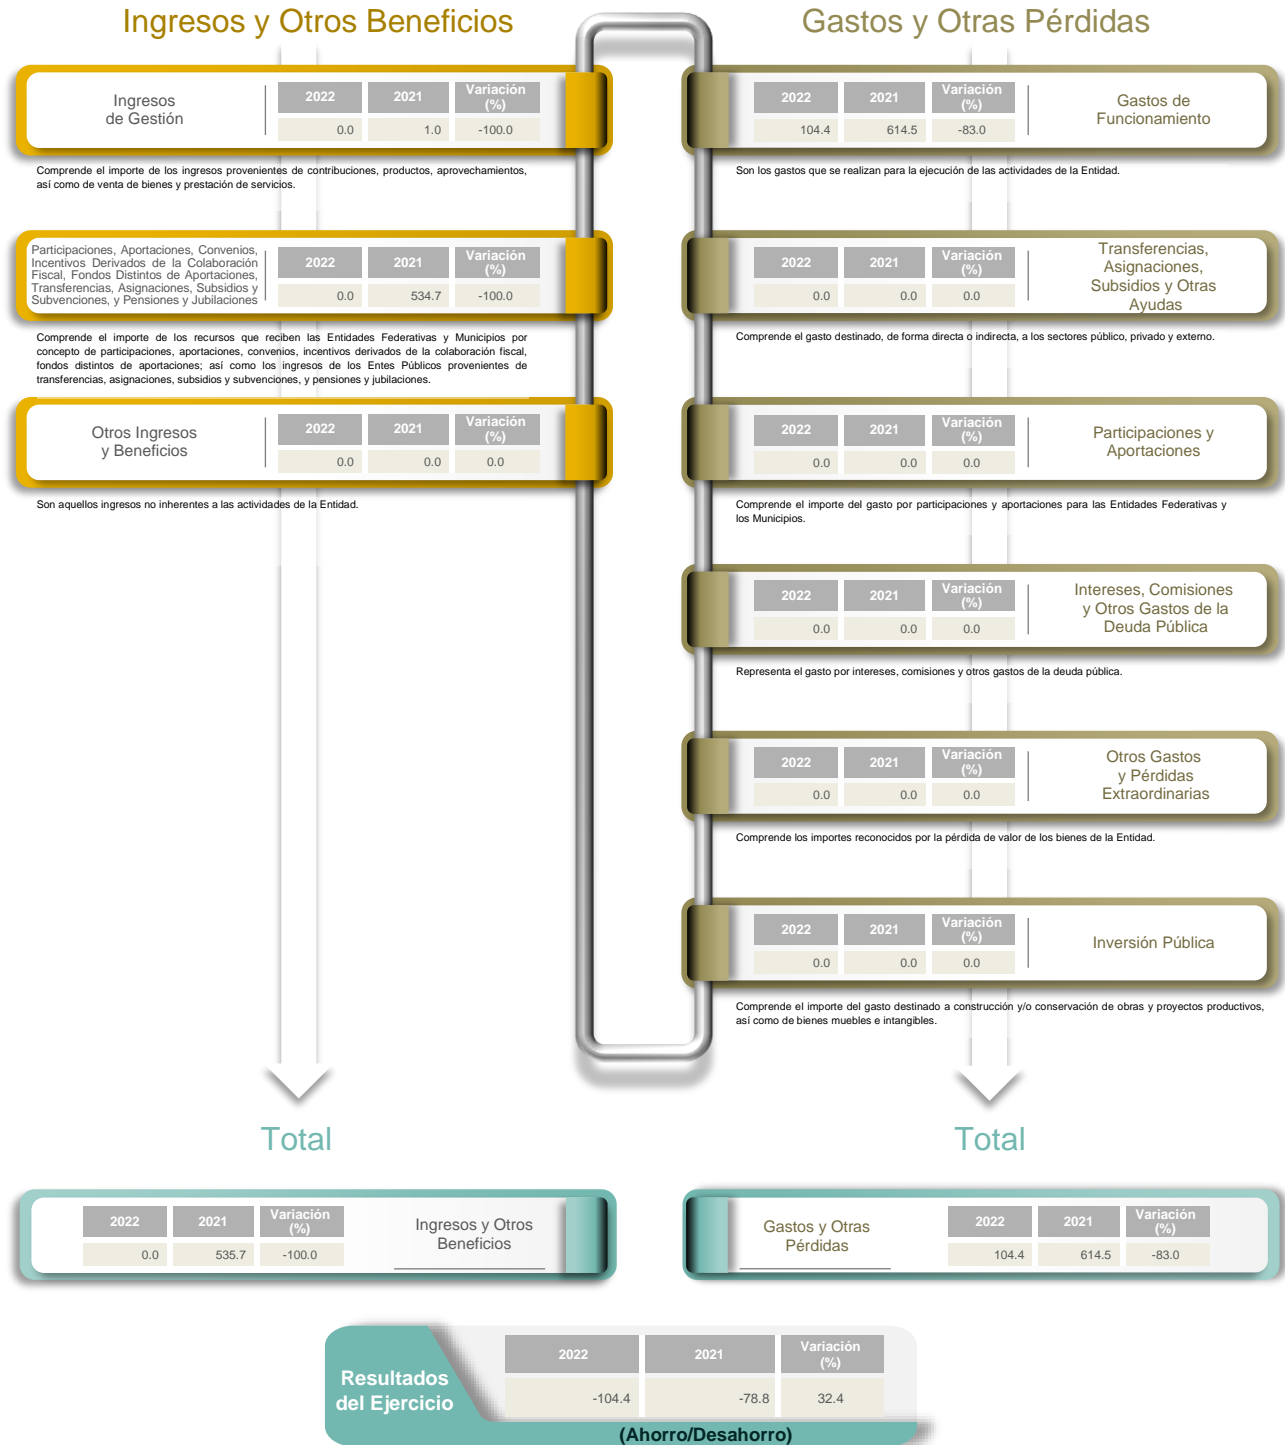 Ingresos y Otros Beneficios
Ingresos
de Gestión
2022 2021 Variación
(%)
0.0 1.0 -100.0
Comprende el importe de los ingresos provenientes de contribuciones, productos, aprovechamientos,
así como de venta de bienes y prestación de servicios.
Participaciones, Aportaciones, Convenios,
Incentivos Derivados de la Colaboración
Fiscal, Fondos Distintos de Aportaciones,
Transferencias, Asignaciones, Subsidios y
Subvenciones, y Pensiones y Jubilaciones
2022 2021 Variación
(%)
0.0 534.7 -100.0
Comprende el importe de los recursos que reciben las Entidades Federativas y Municipios por
concepto de participaciones, aportaciones, convenios, incentivos derivados de la colaboración fiscal,
fondos distintos de aportaciones; así como los ingresos de los Entes Públicos provenientes de
transferencias, asignaciones, subsidios y subvenciones, y pensiones y jubilaciones.
Otros Ingresos
y Beneficios
2022 2021 Variación
(%)
0.0 0.0 0.0
Son aquellos ingresos no inherentes a las actividades de la Entidad.
Gastos y Otras Pérdidas
2022 2021 Variación
(%)
104.4 614.5 -83.0
Gastos de
Funcionamiento
Son los gastos que se realizan para la ejecución de las actividades de la Entidad.
2022 2021 Variación
(%)
0.0 0.0 0.0
Transferencias,
Asignaciones,
Subsidios y Otras
Ayudas
Comprende el gasto destinado, de forma directa o indirecta, a los sectores público, privado y externo.
2022 2021 Variación
(%)
0.0 0.0 0.0
Participaciones y
Aportaciones
Comprende el importe del gasto por participaciones y aportaciones para las Entidades Federativas y
los Municipios.
2022 2021 Variación
(%)
0.0 0.0 0.0
Intereses, Comisiones
y Otros Gastos de la
Deuda Pública
Representa el gasto por intereses, comisiones y otros gastos de la deuda pública.
2022 2021 Variación
(%)
0.0 0.0 0.0
Otros Gastos
y Pérdidas
Extraordinarias
Comprende los importes reconocidos por la pérdida de valor de los bienes de la Entidad.
2022 2021 Variación
(%)
0.0 0.0 0.0
Inversión Pública
Comprende el importe del gasto destinado a construcción y/o conservación de obras y proyectos productivos,
así como de bienes muebles e intangibles.
Total
2022 2021 Variación
(%)
0.0 535.7 -100.0
Ingresos y Otros
Beneficios
Total
Gastos y Otras
Pérdidas
2022 2021 Variación
(%)
104.4 614.5 -83.0
Resultados
del Ejercicio
2022 2021 Variación
(%)
-104.4 -78.8 32.4
(Ahorro/Desahorro)